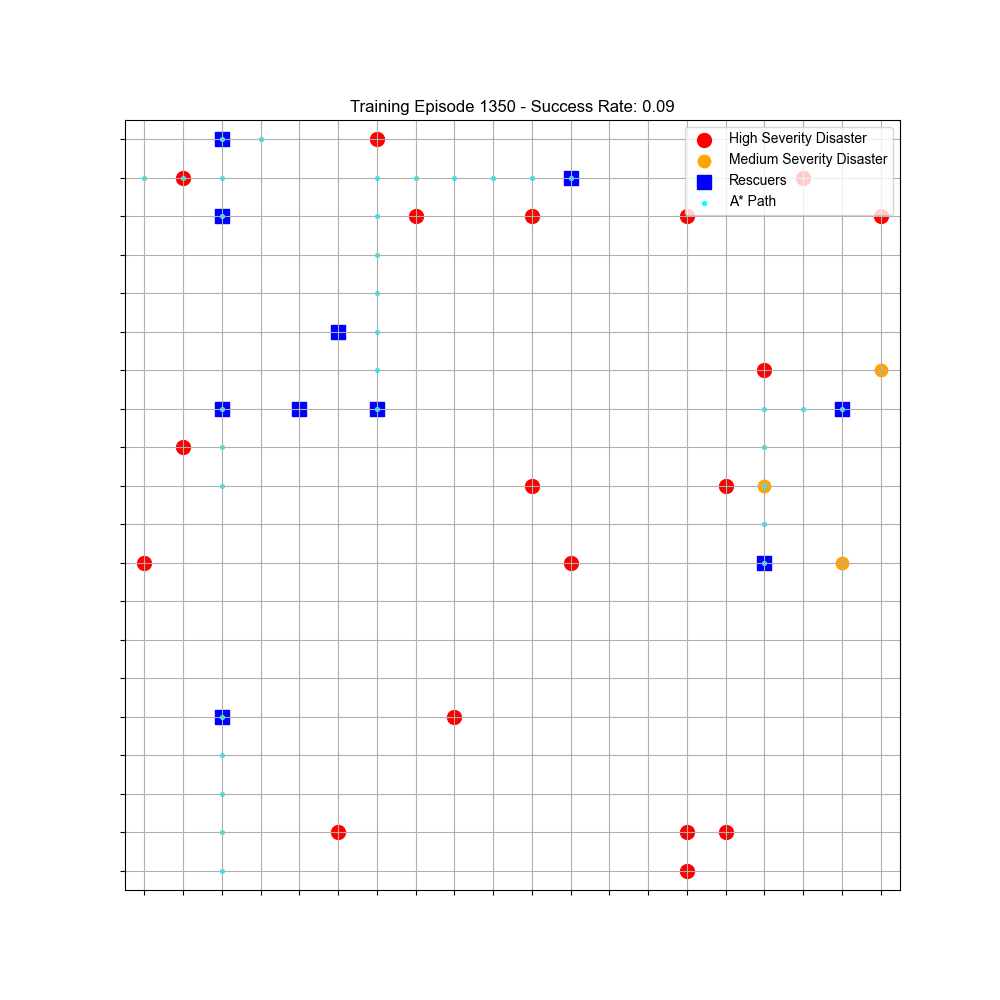 Training Episode 1350 - Success Rate: 0.09
High Severity Disaster
Medium Severity Disaster
Rescuers
A* Path